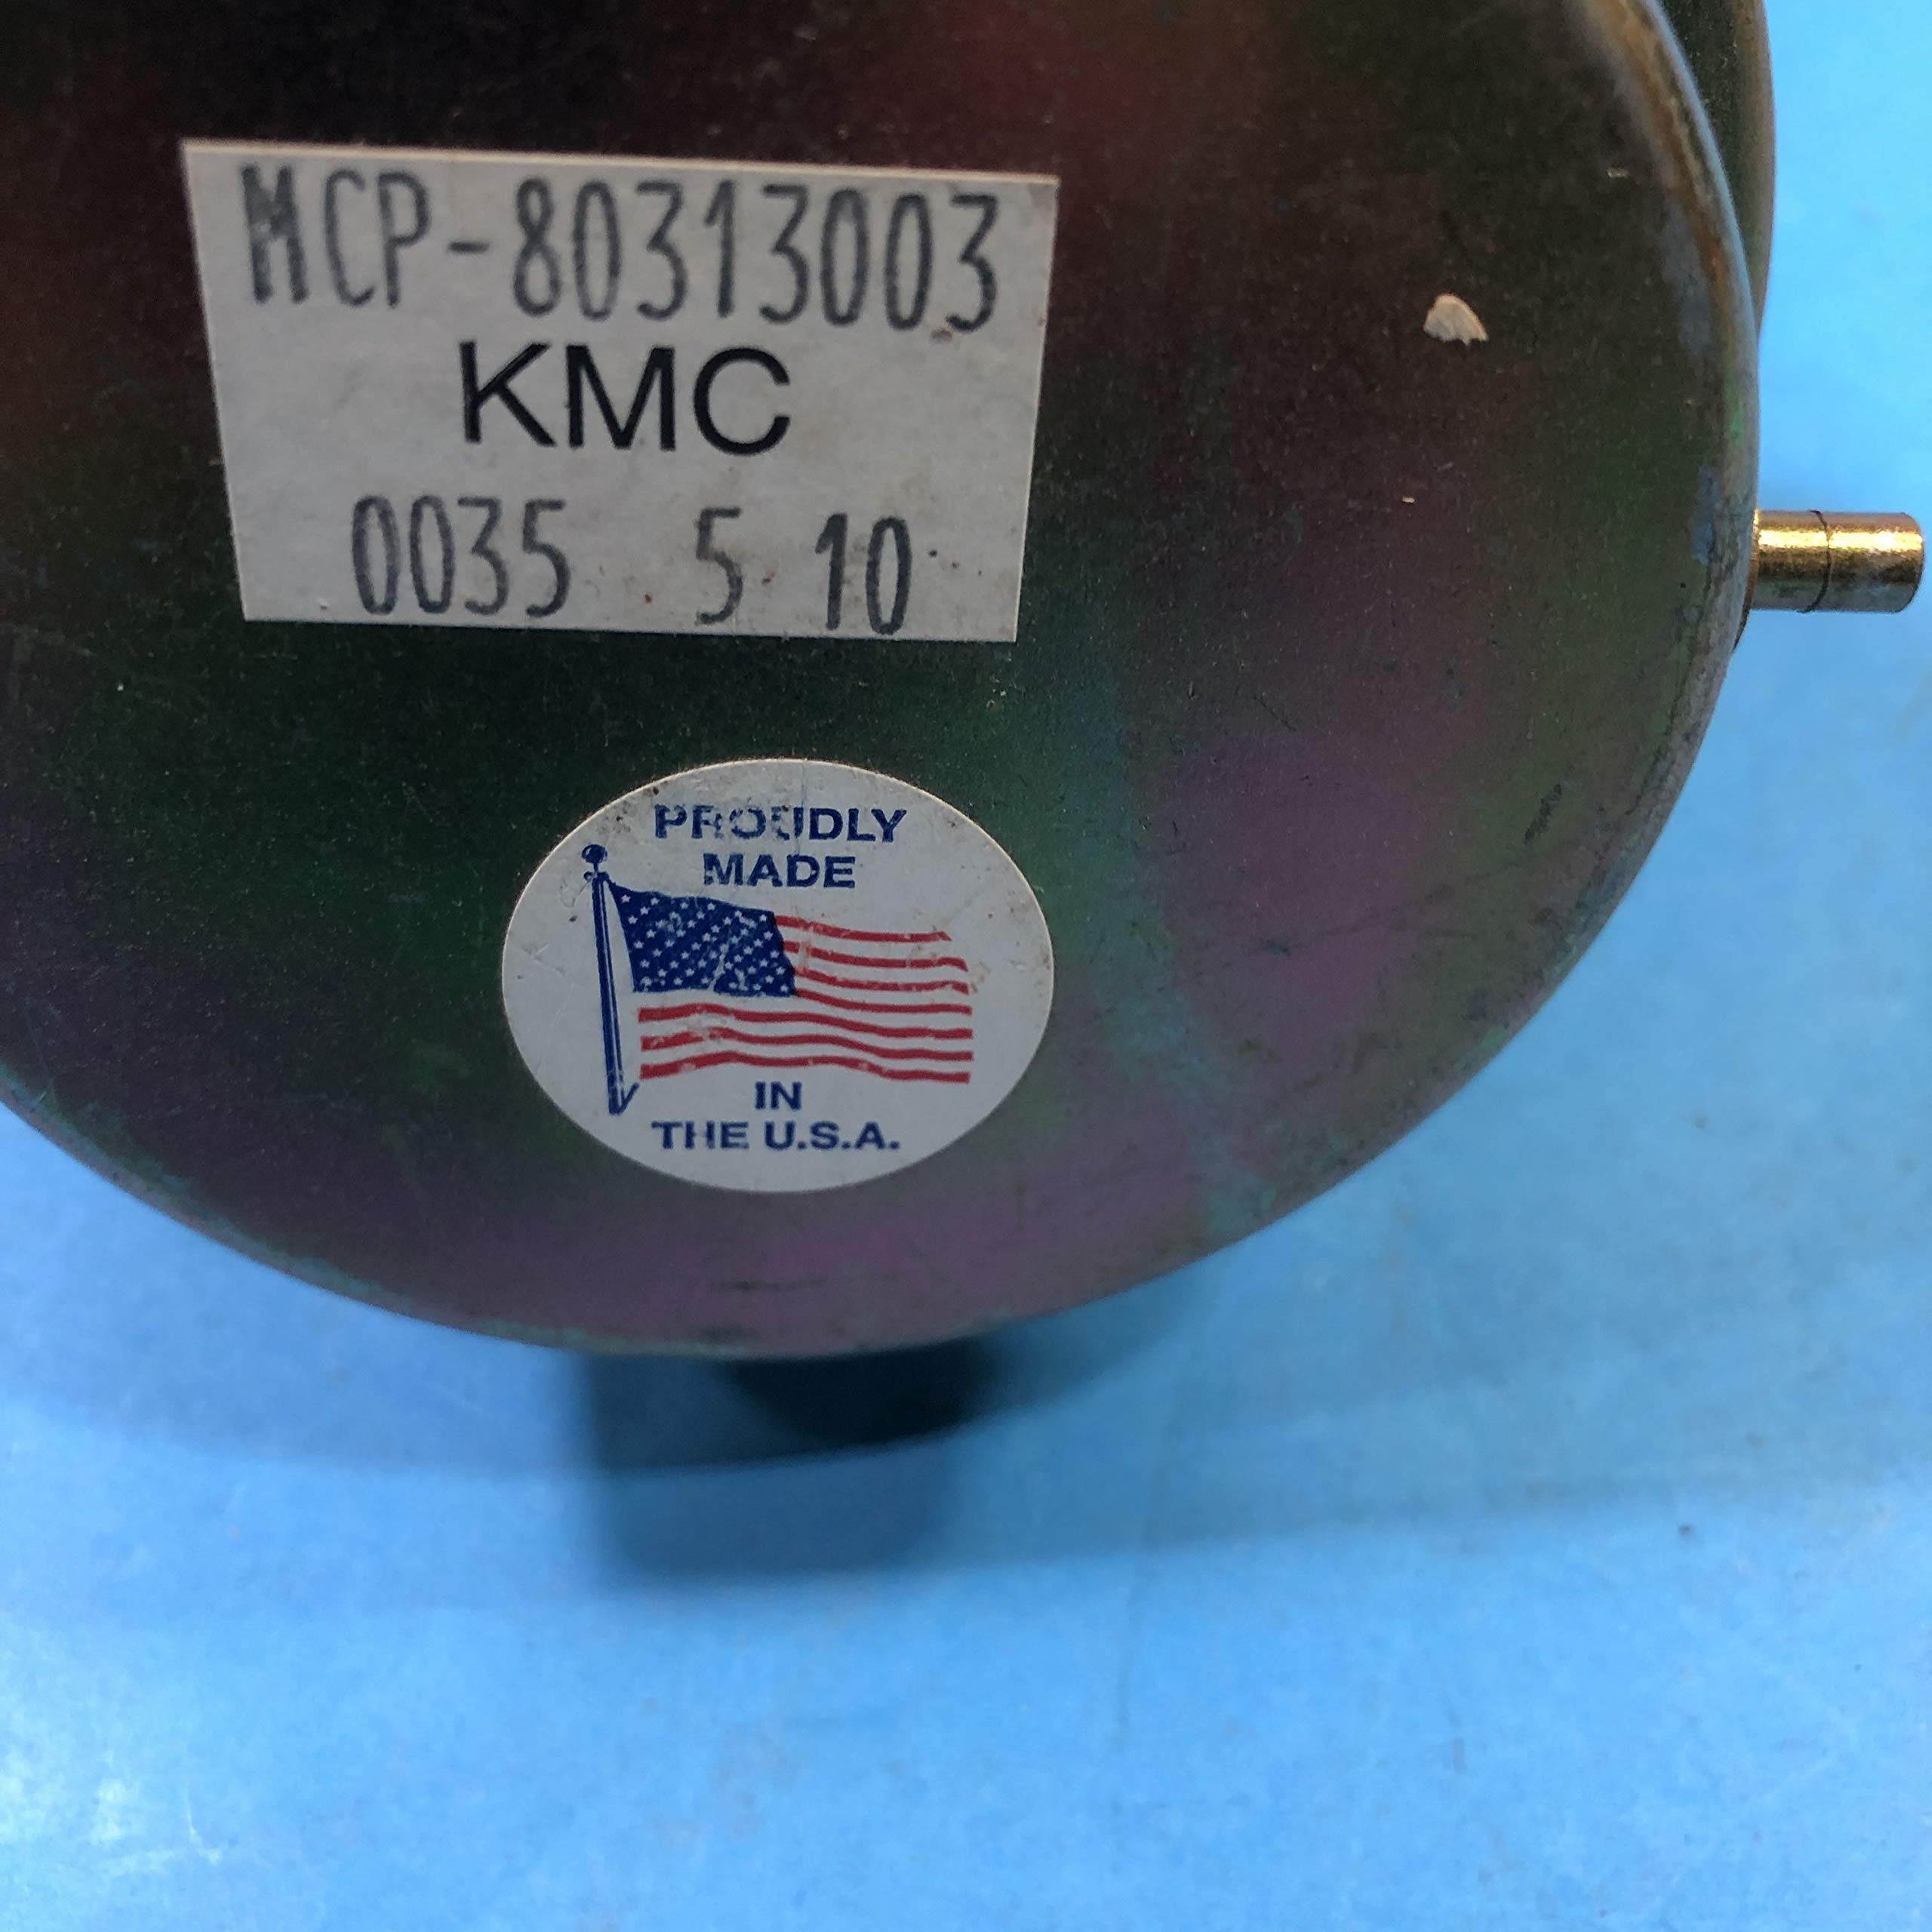 MCP-80313003
KMC
0035 5 10
PROUDLY
MADE
IN
THE U.S.A.